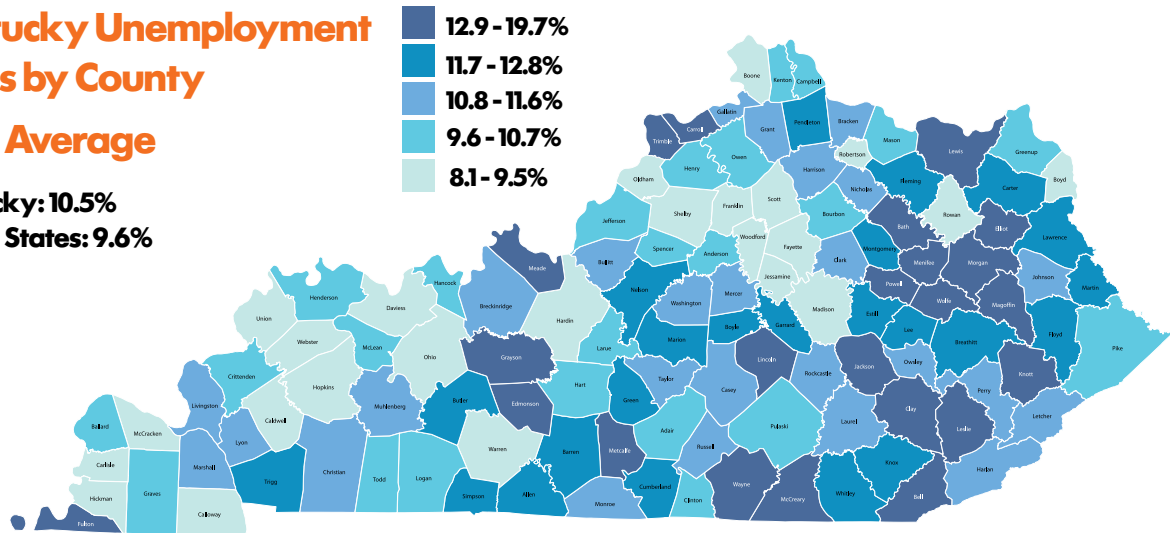 tucky Unemployment
s by County
Average
cky: 10.5%
States: 9.6%
12.9 - 19.7%
11.7 - 12.8%
10.8 - 11.6%
9.6 - 10.7%
8.1 - 9.5%
Boone
Kenton
Campbell
Gallatin
Carroll
Trimble
Grant
Pendleton
Bracken
Mason
Robertson
Lewis
Greenup
Boyd
Carter
Oldham
Henry
Owen
Harrison
Nicholas
Fleming
Rowan
Elliot
Lawrence
Jefferson
Shelby
Franklin
Scott
Bourbon
Bath
Montgomery
Menifee
Morgan
Johnson
Martin
Spencer
Anderson
Woodford
Fayette
Clark
Powell
Wolfe
Magoffin
Floyd
Pike
Bullitt
Nelson
Washington
Mercer
Jessamine
Madison
Estill
Lee
Breathitt
Knott
Meade
Breckinridge
Hancock
Hardin
Larue
Marion
Boyle
Garrard
Lincoln
Rockcastle
Jackson
Owsley
Perry
Letcher
Henderson
Daviess
Union
Webster
McLean
Ohio
Grayson
Hart
Green
Taylor
Casey
Pulaski
Laurel
Clay
Leslie
Harlan
Crittenden
Hopkins
Muhlenberg
Butler
Edmonson
Adair
Russell
Knox
Livingston
Lyon
Caldwell
Warren
Barren
Metcalfe
Wayne
McCreary
Whitley
Bell
Ballard
McCracken
Marshall
Trigg
Christian
Todd
Logan
Simpson
Allen
Monroe
Cumberland
Clinton
Carlisle
Hickman
Graves
Calloway
Fulton